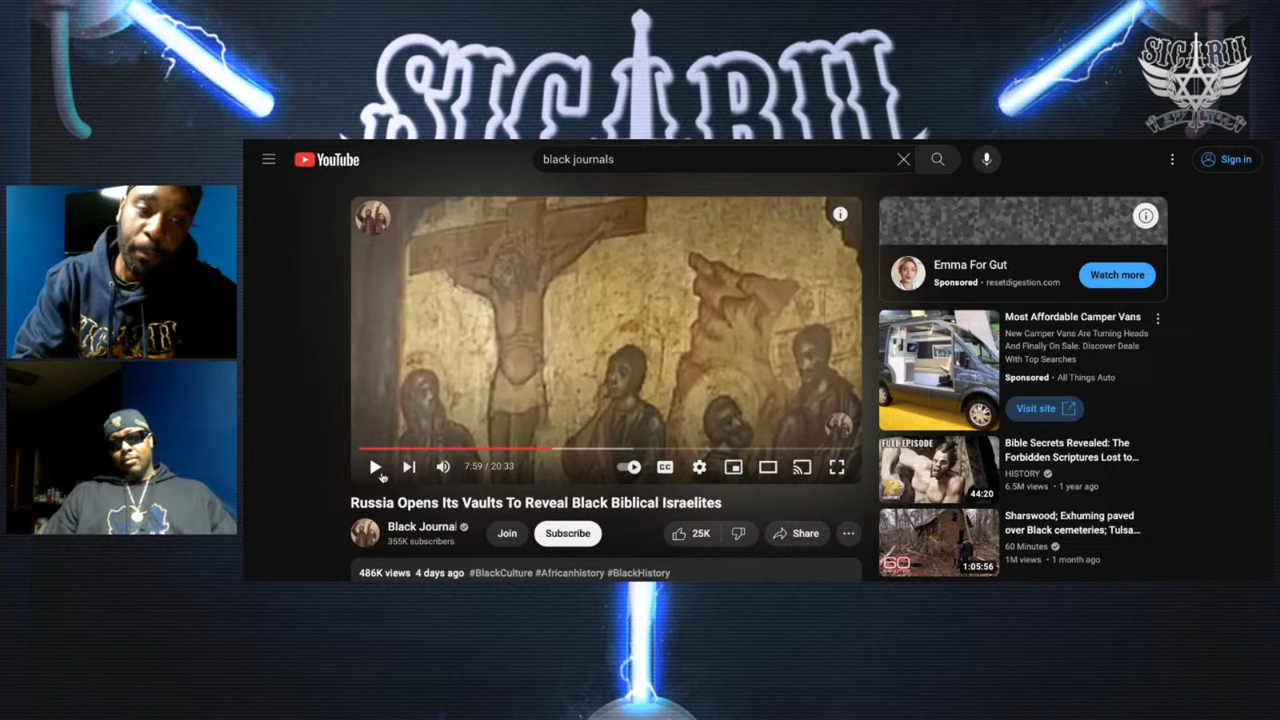 SICARII
SICARII
YouTube
black journals
Sign in
Emma For Gut
Sponsored • resetdigestion.com
Watch more
Most Affordable Camper Vans
New Camper Vans Are Turning Heads
And Finally On Sale. Discover Deals
With Top Searches
Sponsored • All Things Auto
Visit site
FULL EPISODE
44:20
Bible Secrets Revealed: The
Forbidden Scriptures Lost to...
HISTORY
6.5M views • 1 year ago
60
1:05:56
Sharswood; Exhuming paved
over Black cemeteries; Tulsa...
60 Minutes
1M views • 1 month ago
CC
7:59 / 20:33
Russia Opens Its Vaults To Reveal Black Biblical Israelites
Black Journal
355K subscribers
Join
Subscribe
25K
Share
486K views 4 days ago #BlackCulture #Africanhistory #BlackHistory
SICARII